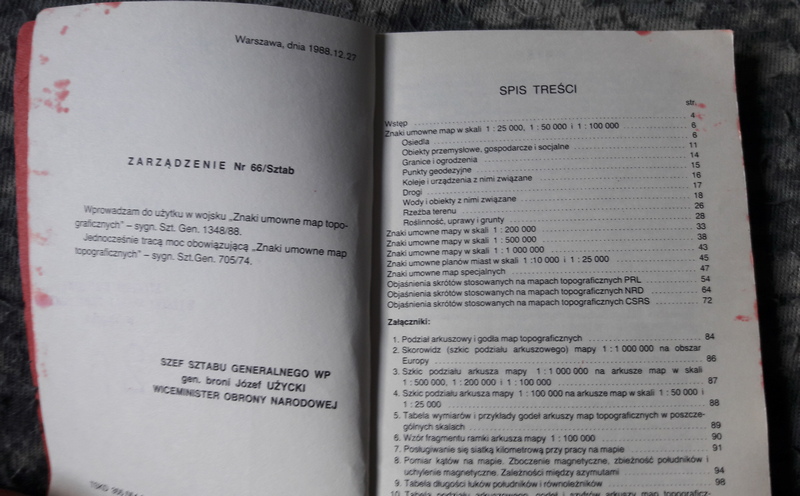 Warszawa, dnia 1988.12.27
ZARZĄDZENIE Nr 66/Sztab
Wprowadzam do użytku w wojsku „Znaki umowne map topo-
graficznych” – sygn. Szt. Gen. 1348/88.
Jednocześnie tracą moc obowiązującą „Znaki umowne map
topograficznych” – sygn. Szt.Gen. 705/74.
SZEF SZTABU GENERALNEGO WP
gen. broni Józef UŻYCKI
WICEMINISTER OBRONY NARODOWEJ
SPIS TREŚCI
str.
Wstęp 4
Znaki umowne map w skali 1 : 25 000, 1 : 50 000 i 1 : 100 000 6
Osiedla 6
Obiekty przemysłowe, gospodarcze i socjalne 11
Granice i ogrodzenia 14
Punkty geodezyjne 15
Koleje i urządzenia z nimi związane 16
Drogi 17
Wody i obiekty z nimi związane 18
Rzeźba terenu 26
Roślinność, uprawy i grunty 28
Znaki umowne mapy w skali 1 : 200 000 33
Znaki umowne mapy w skali 1 : 500 000 38
Znaki umowne mapy w skali 1 : 1 000 000 43
Znaki umowne planów miast w skali 1 :10 000 i 1 : 25 000 45
Znaki umowne map specjalnych 47
Objaśnienia skrótów stosowanych na mapach topograficznych PRL 54
Objaśnienia skrótów stosowanych na mapach topograficznych NRD 64
Objaśnienia skrótów stosowanych na mapach topograficznych CSRS 72
Załączniki:
1. Podział arkuszowy i godła map topograficznych 84
2. Skorowidz (szkic podziału arkuszowego) mapy 1 : 1 000 000 na obszar
Europy 86
3. Szkic podziału arkusza mapy 1 : 1 000 000 na arkusze map w skali
1 : 500 000, 1 : 200 000 i 1 : 100 000 87
4. Szkic podziału arkusza mapy 1 : 100 000 na arkusze map w skali 1 : 50 000 i
1 : 25 000 88
5. Tabela wymiarów i przykłady godeł arkuszy map topograficznych w poszcze-
gólnych skalach 89
6. Wzór fragmentu ramki arkusza mapy 1 : 100 000 90
7. Posługiwanie się siatką kilometrową przy pracy na mapie 91
8. Pomiar kątów na mapie. Zboczenie magnetyczne, zbieżność południków i
uchylenie magnetyczne. Zależności między azymutami 94
9. Tabela długości łuków południków i równoleżników 98
10. Tabela podziału arkuszowego, godeł i szyfrów arkuszy map topografic-